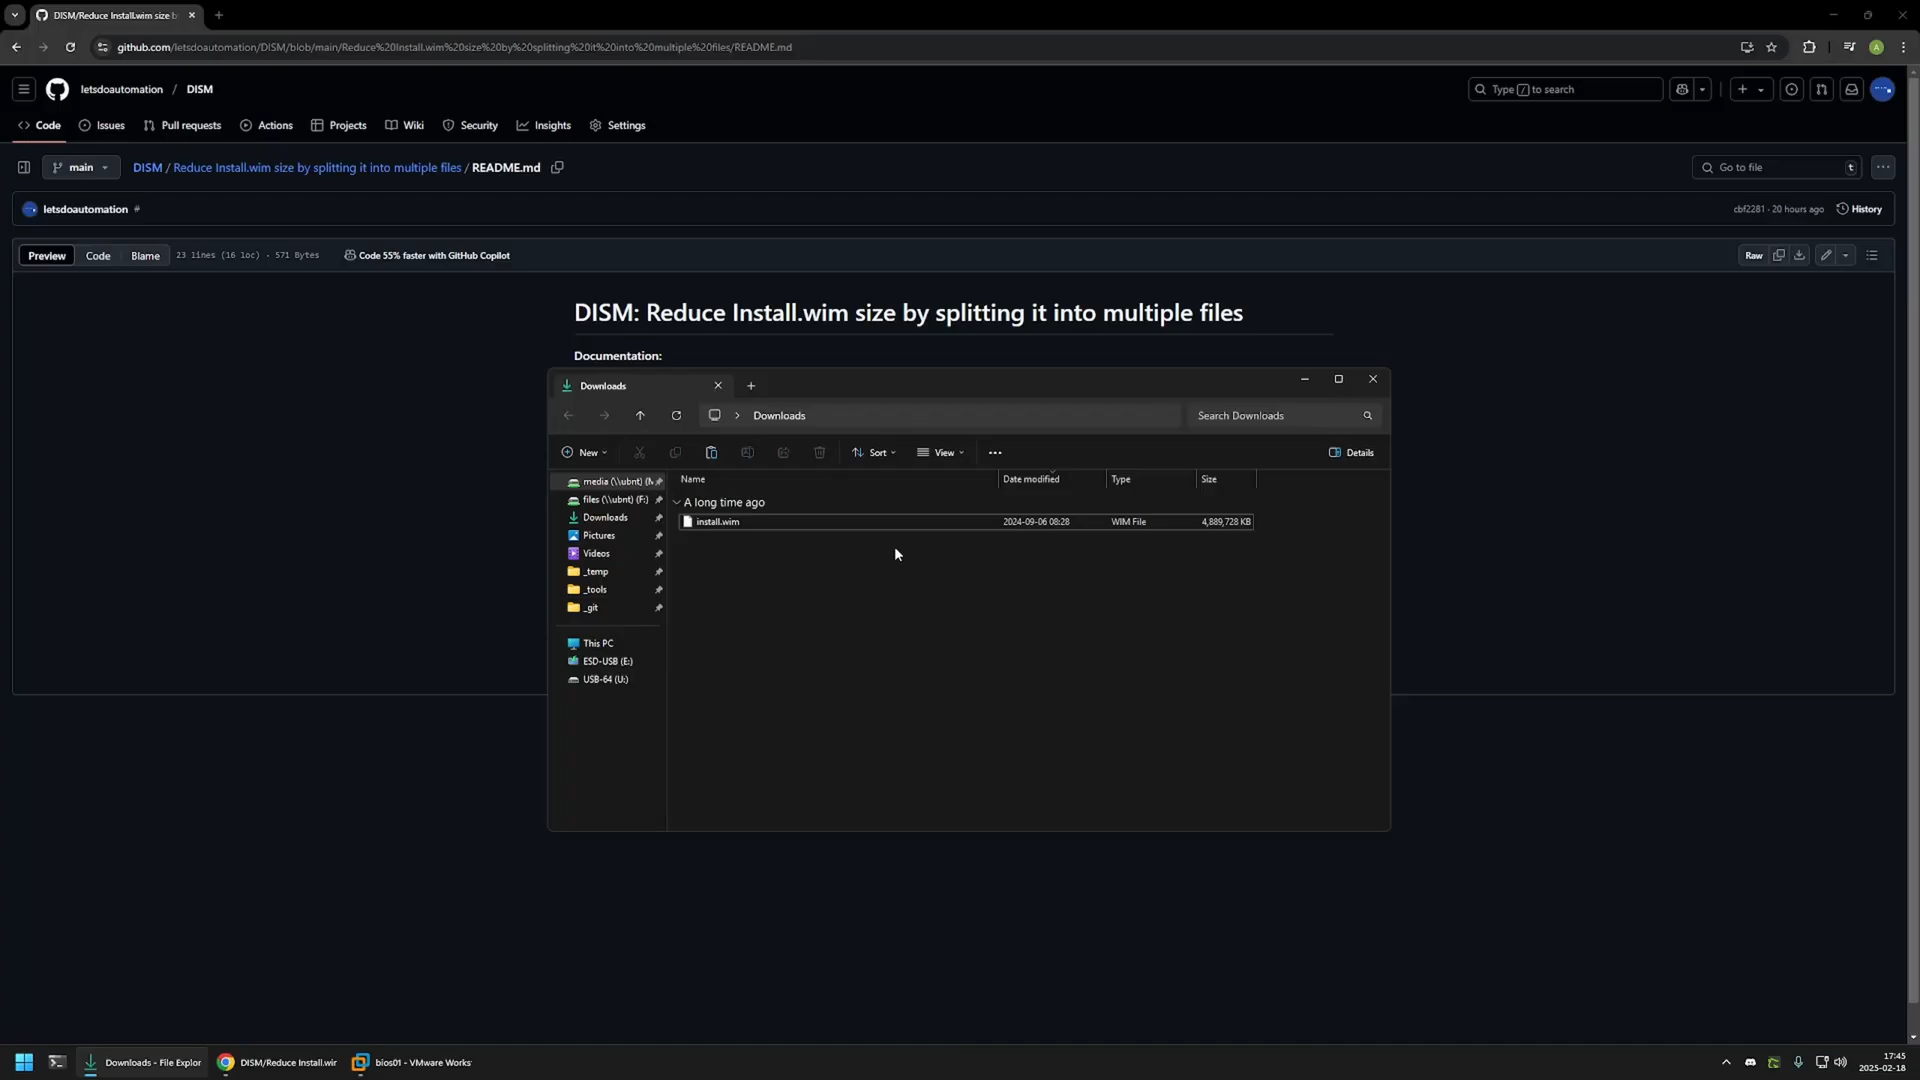 DISM/Reduce Install.wim size b
github.com/letsdoautomation/DISM/blob/main/Reduce%20Install.wim%20size%20by%20splitting%20it%20into%20multiple%20files/README.md
A
letsdoautomation / DISM
Type / to search
Code
Issues
Pull requests
Actions
Projects
Wiki
Security
Insights
Settings
main
DISM / Reduce Install.wim size by splitting it into multiple files / README.md
Go to file
t
letsdoautomation #
cbf2281 · 20 hours ago
History
Preview
Code
Blame
23 lines (16 loc) · 571 Bytes
Code 55% faster with GitHub Copilot
Raw
DISM: Reduce Install.wim size by splitting it into multiple files
Documentation:
Downloads
Downloads
Search Downloads
New
Sort
View
Details
media (\\ubnt) (M
files (\\ubnt) (F:)
Downloads
Pictures
Videos
_temp
_tools
_git
This PC
ESD-USB (E:)
USB-64 (U:)
Name
Date modified
Type
Size
A long time ago
install.wim
2024-09-06 08:28
WIM File
4,889,728 KB
Downloads - File Explor
DISM/Reduce Install.wir
bios01 - VMware Works
17:45
2025-02-18